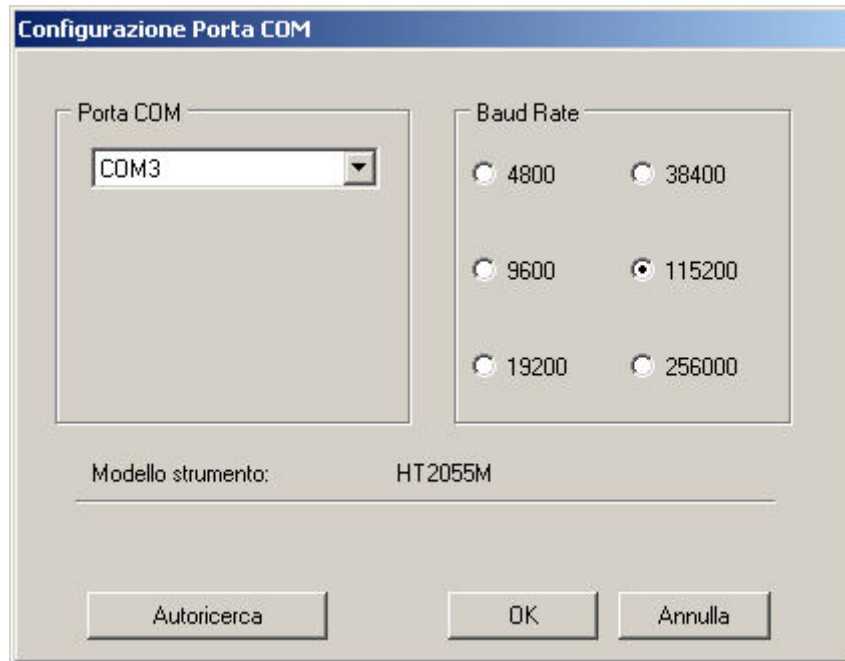 Configurazione Porta COM
Porta COM
Baud Rate
COM3
4800
38400
9600
115200
19200
256000
Modello strumento: HT2055M
Autoricerca
OK
Annulla